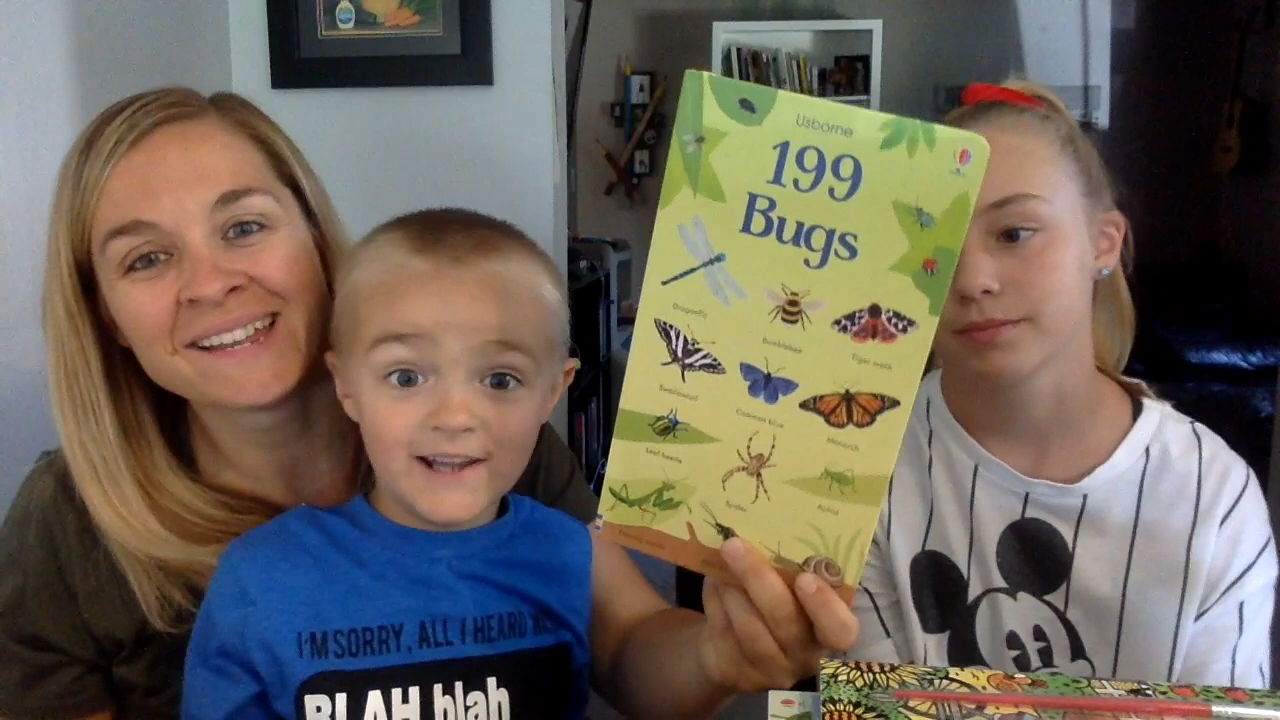 Usborne
199
Bugs
Dragonfly
Bumblebee
Tiger moth
Swallowtail
Common blue
Monarch
Leaf beetle
Spider
Aphid
I'M SORRY, ALL I HEARD
BLAH blah